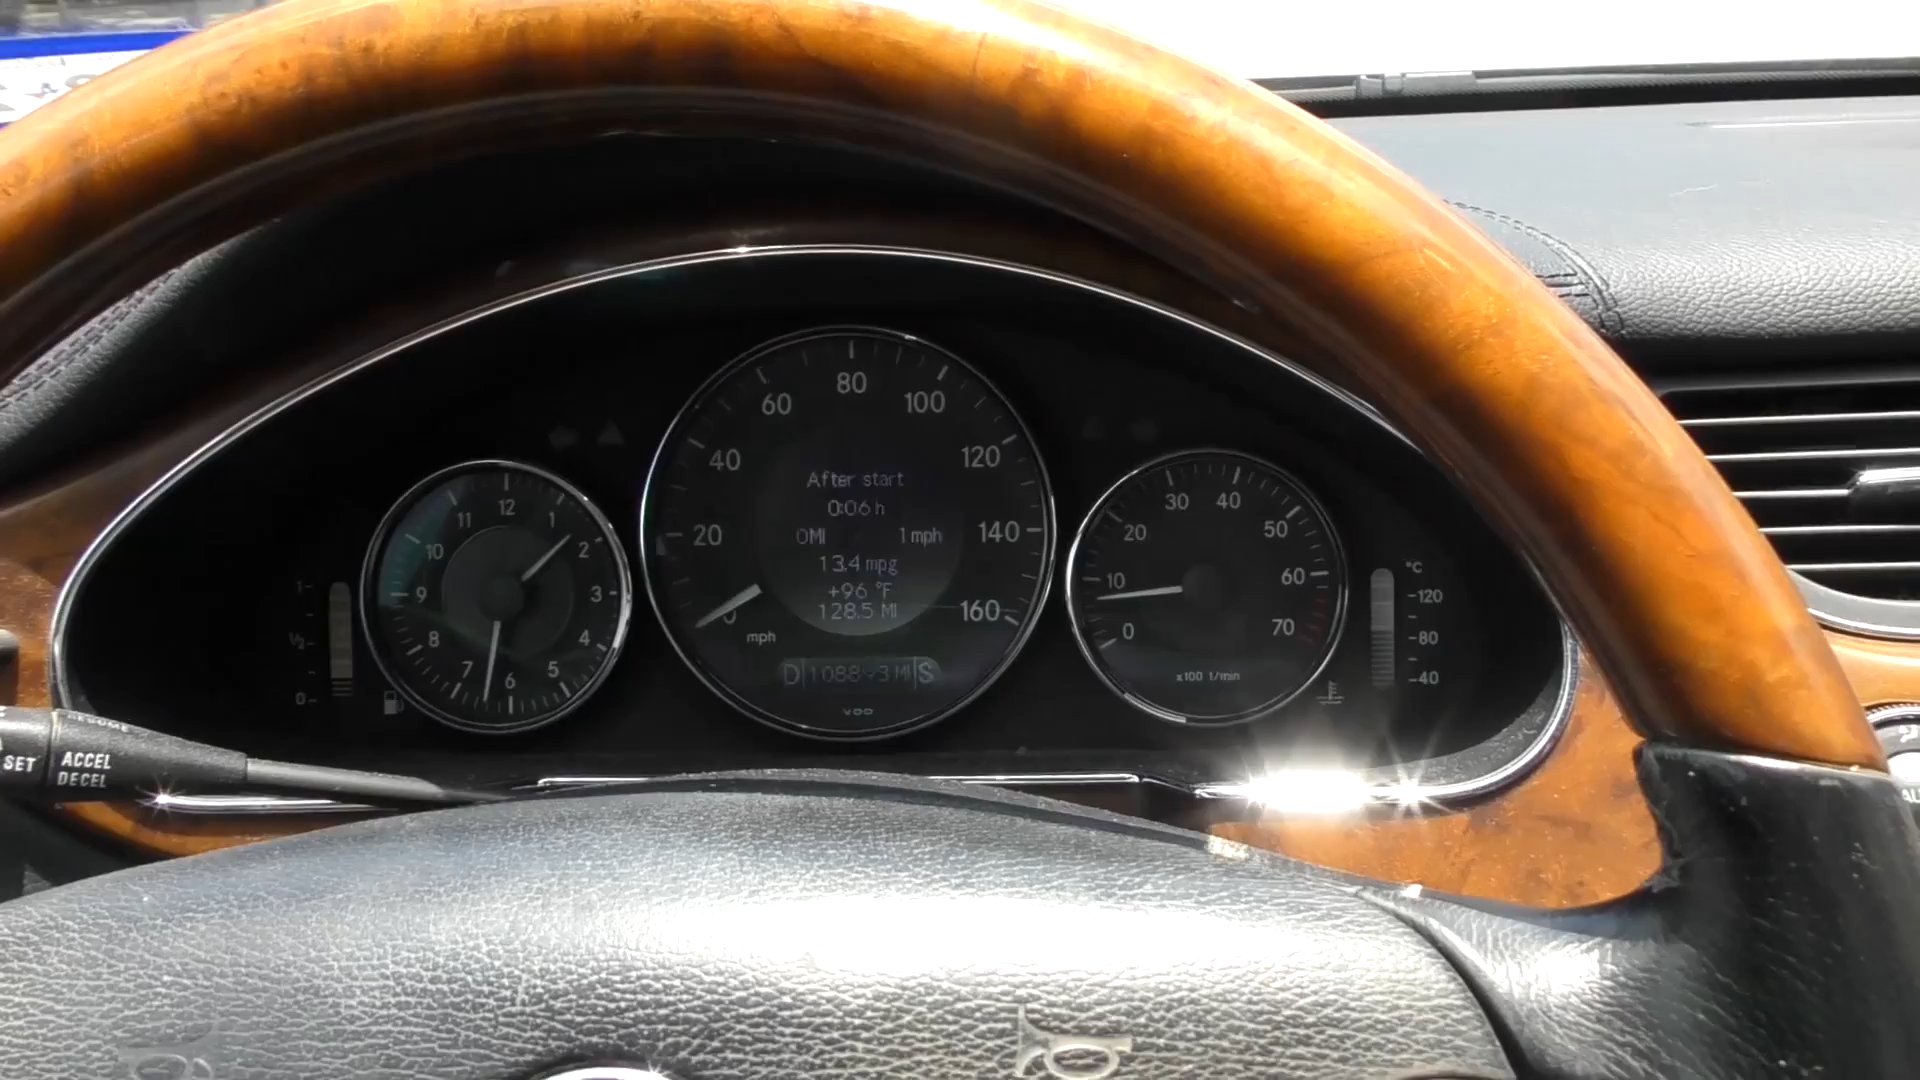 80
60
100
40
120
20
140
160
mph
After start
0:06 h
0MI 1 mph
13.4 mpg
+96 °F
128.5 MI
D
S
VDO
12
11
1
10
2
9
3
8
4
7
5
6
1
½
0
30
40
20
50
10
60
0
70
x100 1/min
°C
120
80
40
RESUME
SET
ACCEL
DECEL